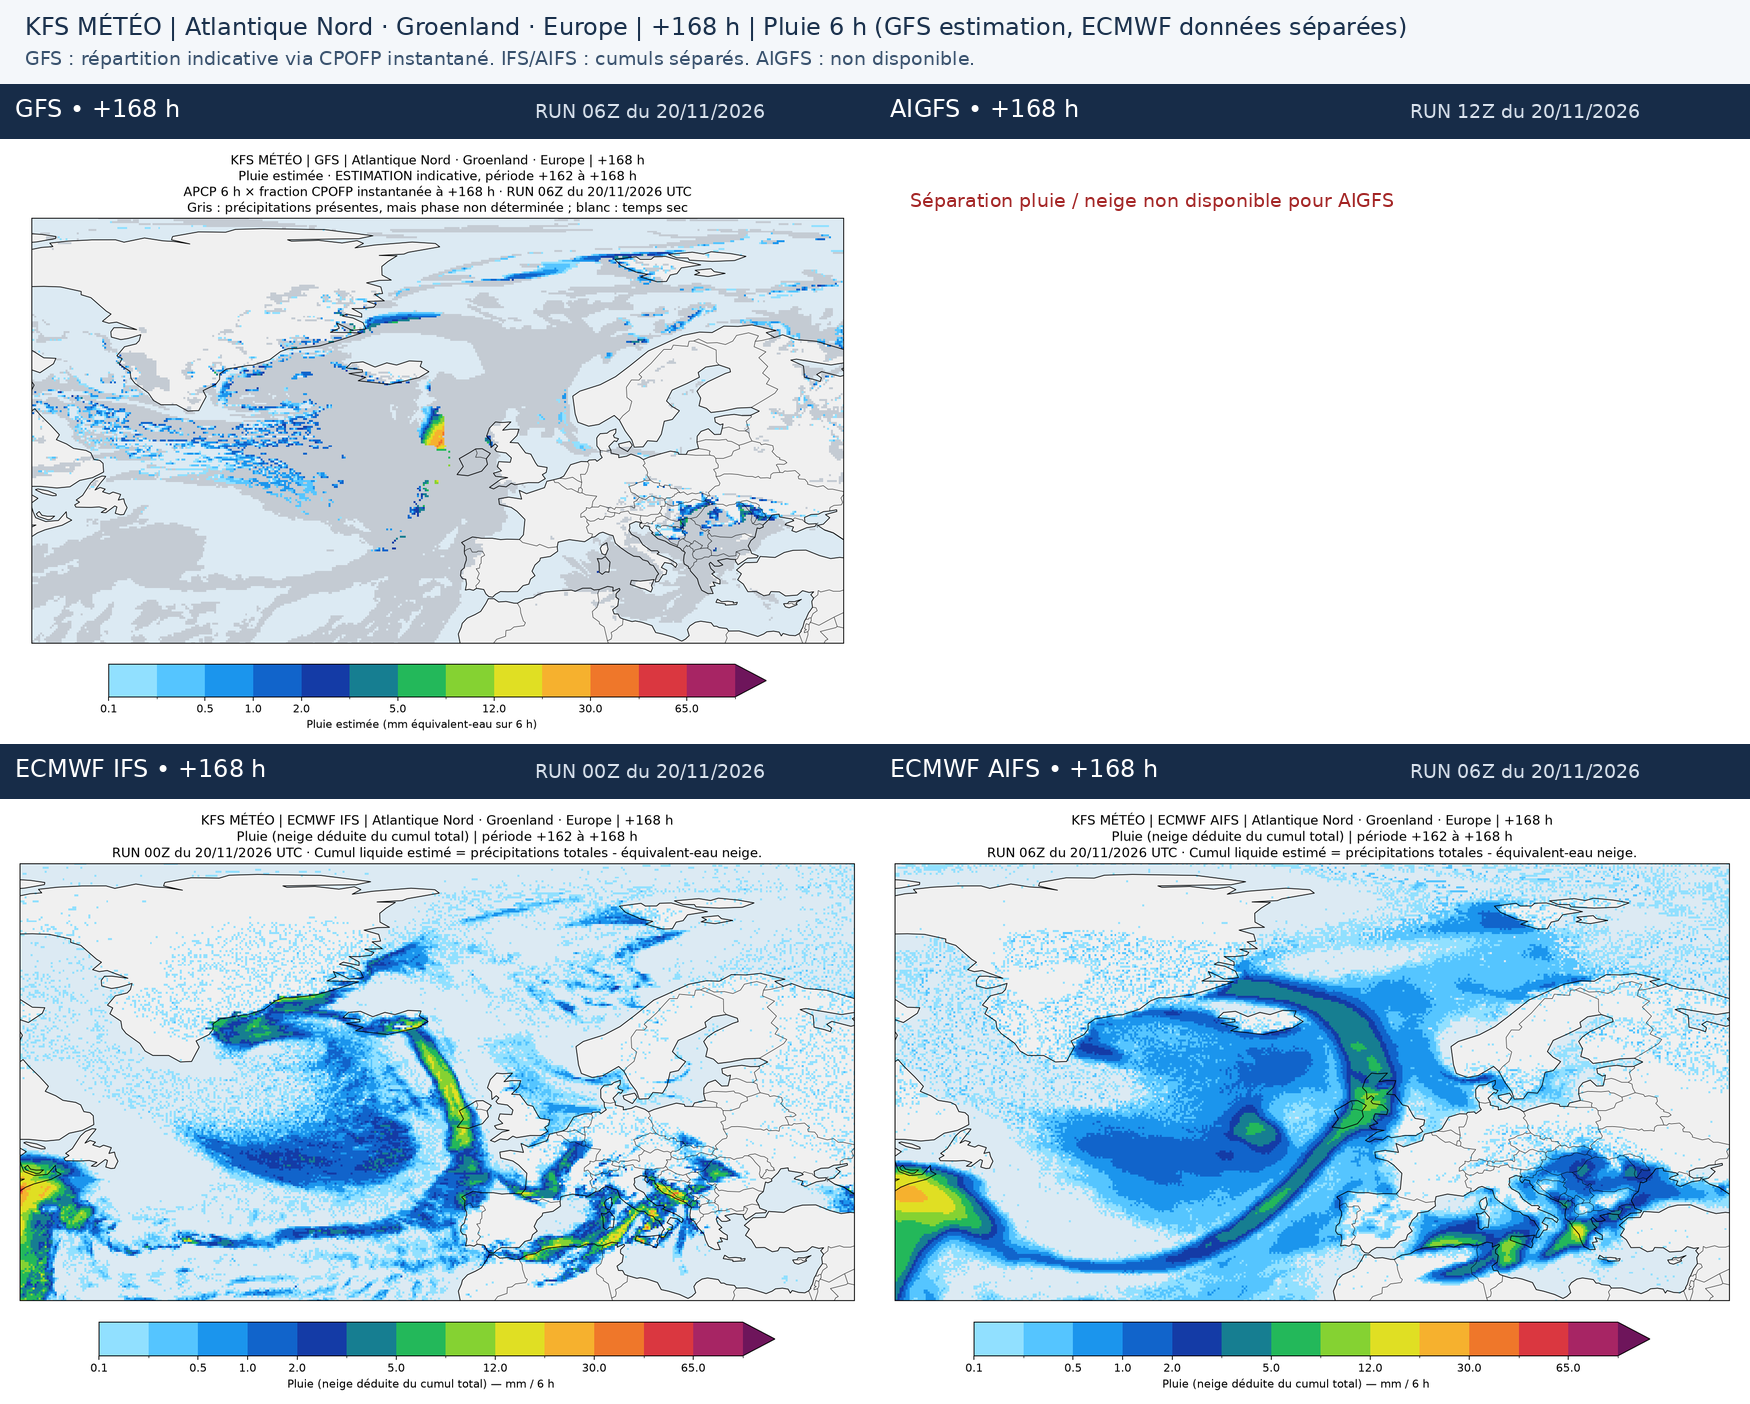 KFS MÉTÉO | Atlantique Nord · Groenland · Europe | +168 h | Pluie 6 h (GFS estimation, ECMWF données séparées)
GFS : répartition indicative via CPOFP instantané. IFS/AIFS : cumuls séparés. AIGFS : non disponible.
GFS • +168 h
RUN 06Z du 20/11/2026
AIGFS • +168 h
RUN 12Z du 20/11/2026
KFS MÉTÉO | GFS | Atlantique Nord · Groenland · Europe | +168 h
Pluie estimée · ESTIMATION indicative, période +162 à +168 h
APCP 6 h × fraction CPOFP instantanée à +168 h · RUN 06Z du 20/11/2026 UTC
Gris : précipitations présentes, mais phase non déterminée ; blanc : temps sec
Séparation pluie / neige non disponible pour AIGFS
0.1 0.5 1.0 2.0 5.0 12.0 30.0 65.0
Pluie estimée (mm équivalent-eau sur 6 h)
ECMWF IFS • +168 h
RUN 00Z du 20/11/2026
ECMWF AIFS • +168 h
RUN 06Z du 20/11/2026
KFS MÉTÉO | ECMWF IFS | Atlantique Nord · Groenland · Europe | +168 h
Pluie (neige déduite du cumul total) | période +162 à +168 h
RUN 00Z du 20/11/2026 UTC · Cumul liquide estimé = précipitations totales - équivalent-eau neige.
KFS MÉTÉO | ECMWF AIFS | Atlantique Nord · Groenland · Europe | +168 h
Pluie (neige déduite du cumul total) | période +162 à +168 h
RUN 06Z du 20/11/2026 UTC · Cumul liquide estimé = précipitations totales - équivalent-eau neige.
0.1 0.5 1.0 2.0 5.0 12.0 30.0 65.0
Pluie (neige déduite du cumul total) — mm / 6 h
0.1 0.5 1.0 2.0 5.0 12.0 30.0 65.0
Pluie (neige déduite du cumul total) — mm / 6 h